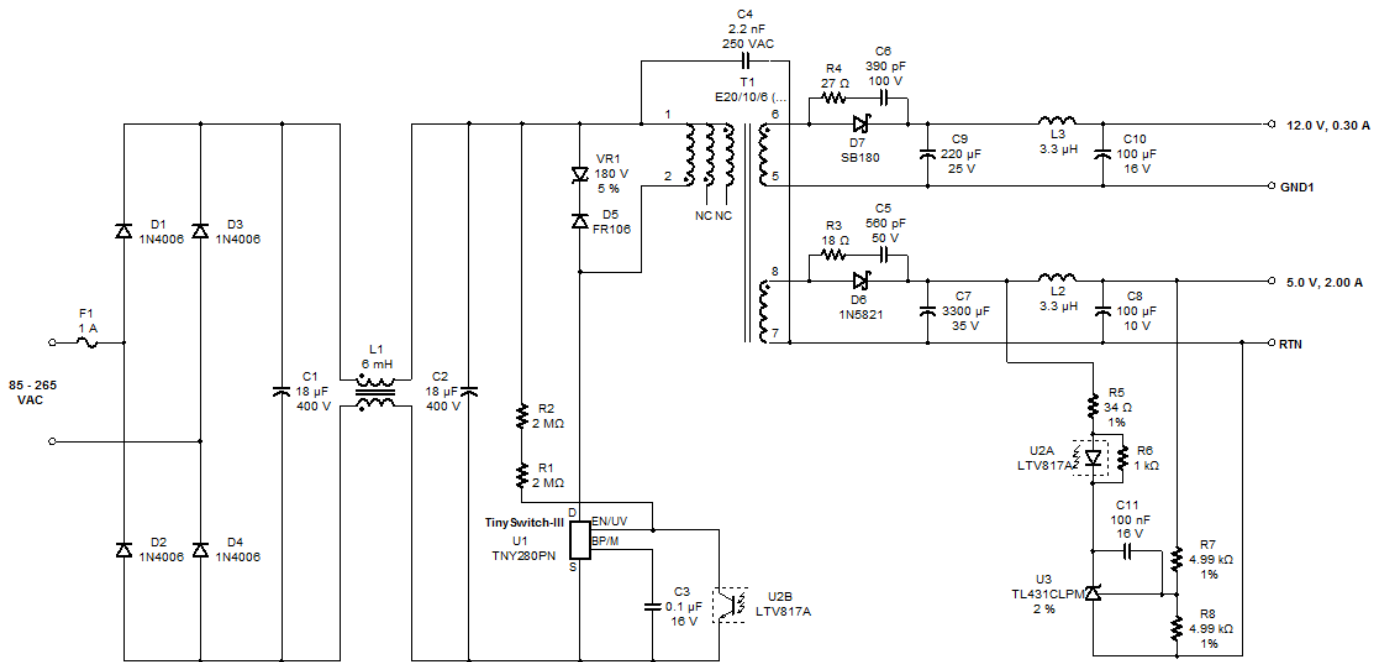 C4
2.2 nF
250 VAC
T1
E20/10/6 (...
R4
27 Ω
C6
390 pF
100 V
1
2
6
5
D7
SB180
C9
220 µF
25 V
L3
3.3 µH
C10
100 µF
16 V
12.0 V, 0.30 A
GND1
VR1
180 V
5 %
D5
FR106
NC NC
D1
1N4006
D3
1N4006
R3
18 Ω
C5
560 pF
50 V
8
7
D6
1N5821
C7
3300 µF
35 V
L2
3.3 µH
C8
100 µF
10 V
5.0 V, 2.00 A
RTN
F1
1 A
85 - 265
VAC
C1
18 µF
400 V
L1
6 mH
C2
18 µF
400 V
R2
2 MΩ
R1
2 MΩ
R5
34 Ω
1%
U2A
LTV817A
R6
1 kΩ
D2
1N4006
D4
1N4006
TinySwitch-III
U1
TNY280PN
D
EN/UV
BP/M
S
C3
0.1 µF
16 V
U2B
LTV817A
C11
100 nF
16 V
U3
TL431CLPM
2 %
R7
4.99 kΩ
1%
R8
4.99 kΩ
1%